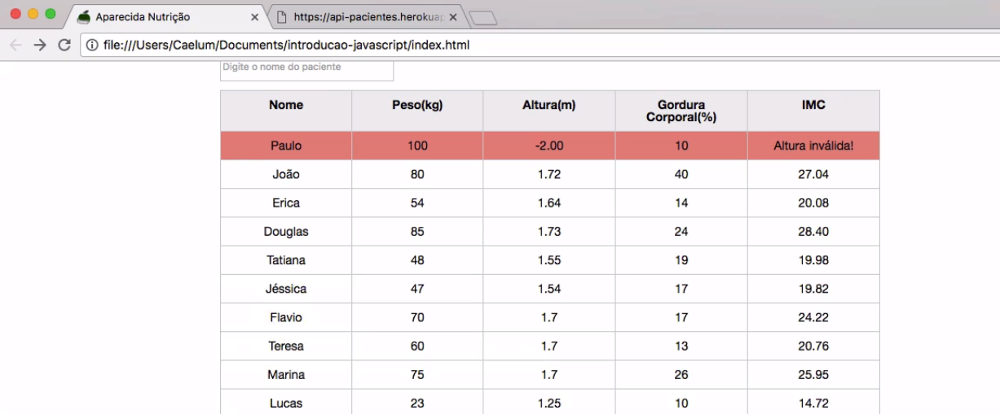 Aparecida Nutrição
https://api-pacientes.herokuap
file:///Users/Caelum/Documents/introducao-javascript/index.html
Digite o nome do paciente
Nome Peso(kg) Altura(m) Gordura Corporal(%) IMC
Paulo 100 -2.00 10 Altura inválida!
João 80 1.72 40 27.04
Erica 54 1.64 14 20.08
Douglas 85 1.73 24 28.40
Tatiana 48 1.55 19 19.98
Jéssica 47 1.54 17 19.82
Flavio 70 1.7 17 24.22
Teresa 60 1.7 13 20.76
Marina 75 1.7 26 25.95
Lucas 23 1.25 10 14.72